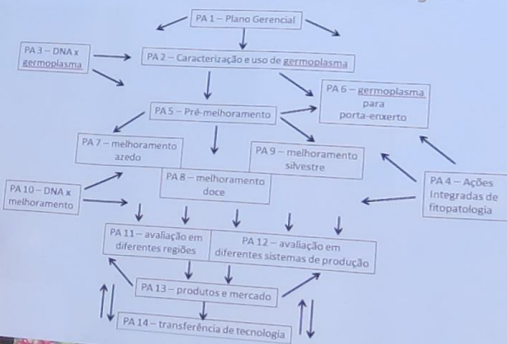 PA 1 – Plano Gerencial
PA 3 – DNA x
germoplasma
PA 2 – Caracterização e uso de germoplasma
PA 6 – germoplasma
para
porta-enxerto
PA 5 – Pré-melhoramento
PA 7 – melhoramento
azedo
PA 9 – melhoramento
silvestre
PA 8 – melhoramento
doce
PA 4 – Ações
integradas de
fitopatologia
PA 10 – DNA x
melhoramento
PA 11 – avaliação em
diferentes regiões
PA 12 – avaliação em
diferentes sistemas de produção
PA 13 – produtos e mercado
PA 14 – transferência de tecnologia